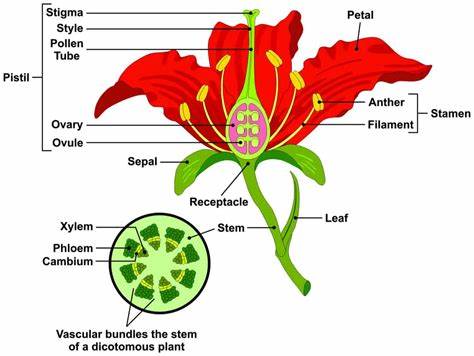 Stigma
Style
Pollen
Tube
Pistil
Ovary
Ovule
Sepal
Petal
Anther
Stamen
Filament
Receptacle
Leaf
Stem
Xylem
Phloem
Cambium
Vascular bundles the stem
of a dicotomous plant